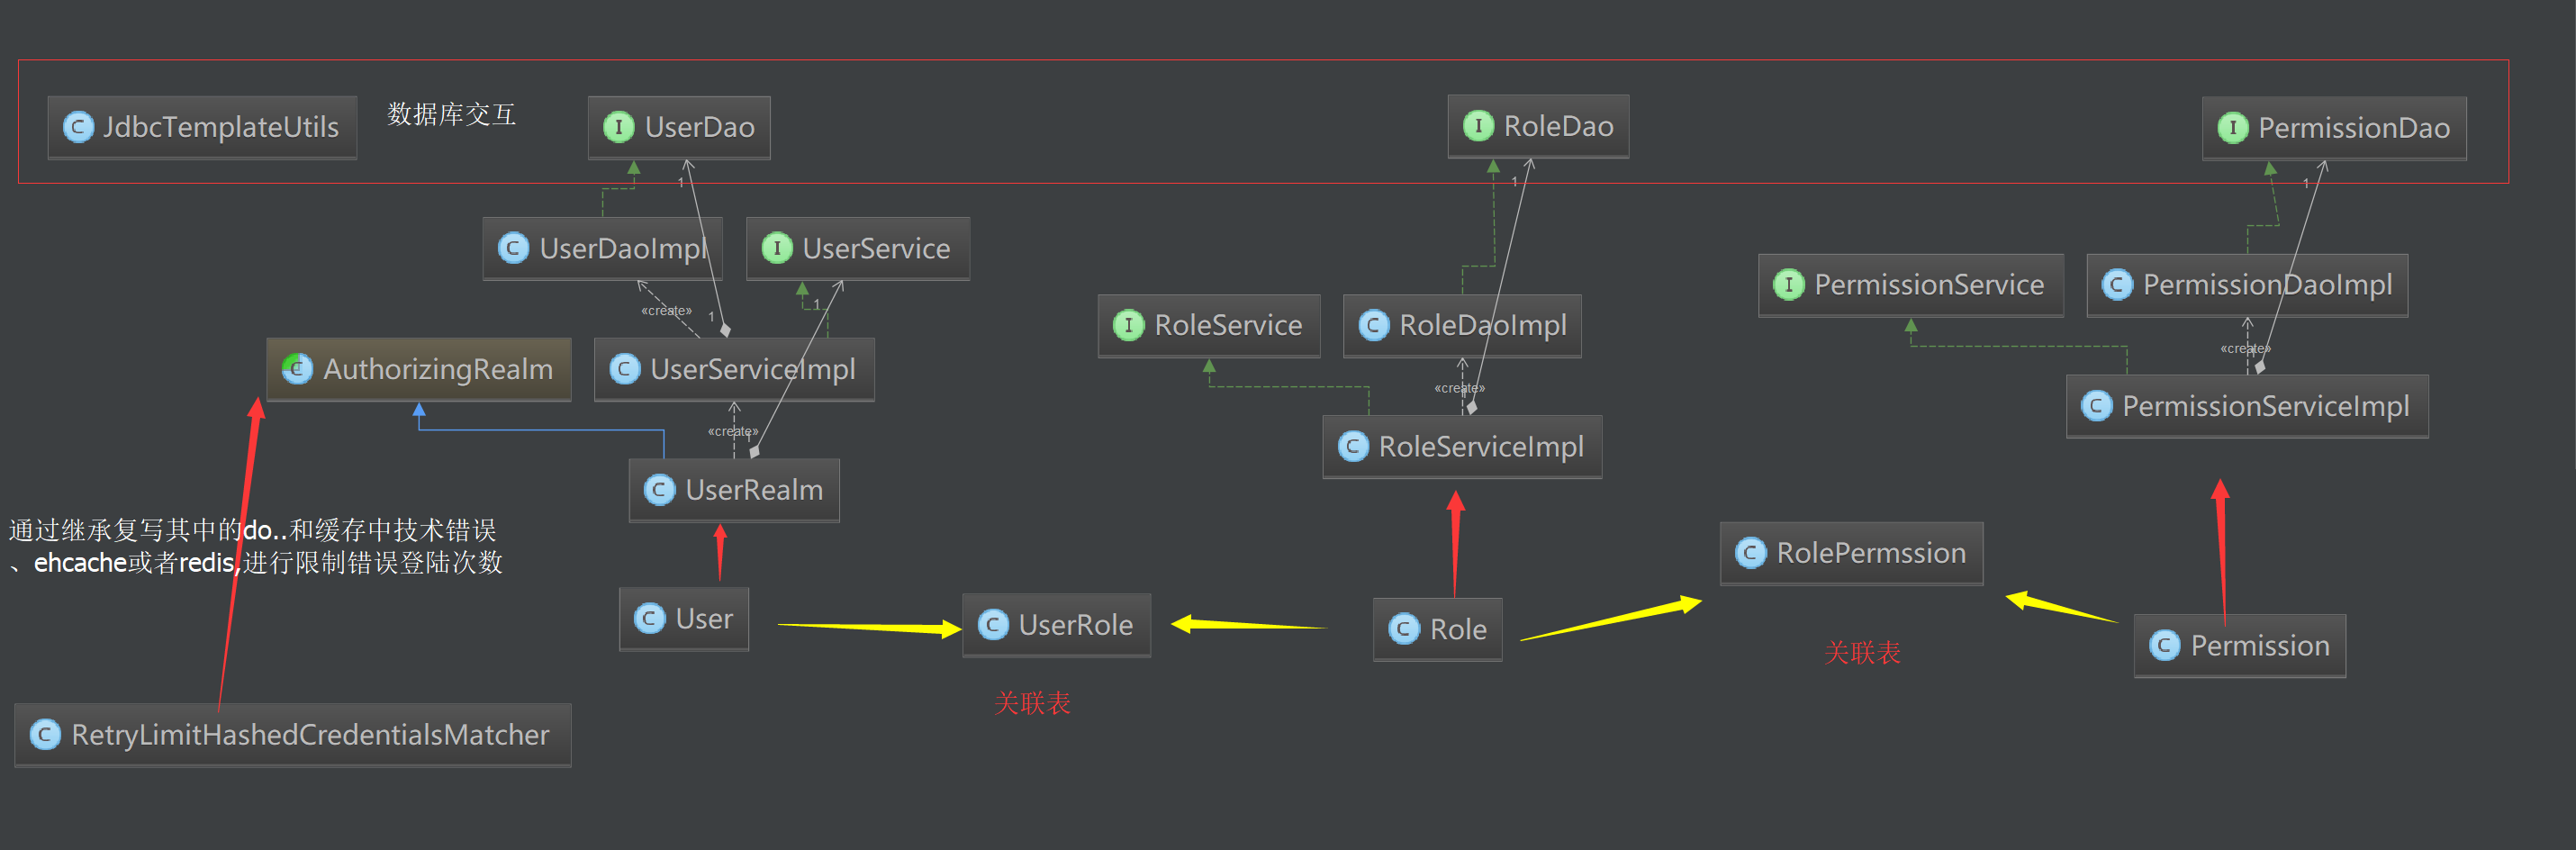 JdbcTemplateUtils
数据库交互
UserDao
RoleDao
PermissionDao
1
1
1
UserDaoImpl
UserService
PermissionService
PermissionDaoImpl
«create»
1
1
RoleService
RoleDaoImpl
«create»
AuthorizingRealm
UserServiceImpl
«create»
1
PermissionServiceImpl
«create»
1
RoleServiceImpl
UserRealm
通过继承复写其中的do..和缓存中技术错误
、ehcache或者redis,进行限制错误登陆次数
RolePermssion
User
UserRole
Role
关联表
Permission
关联表
RetryLimitHashedCredentialsMatcher